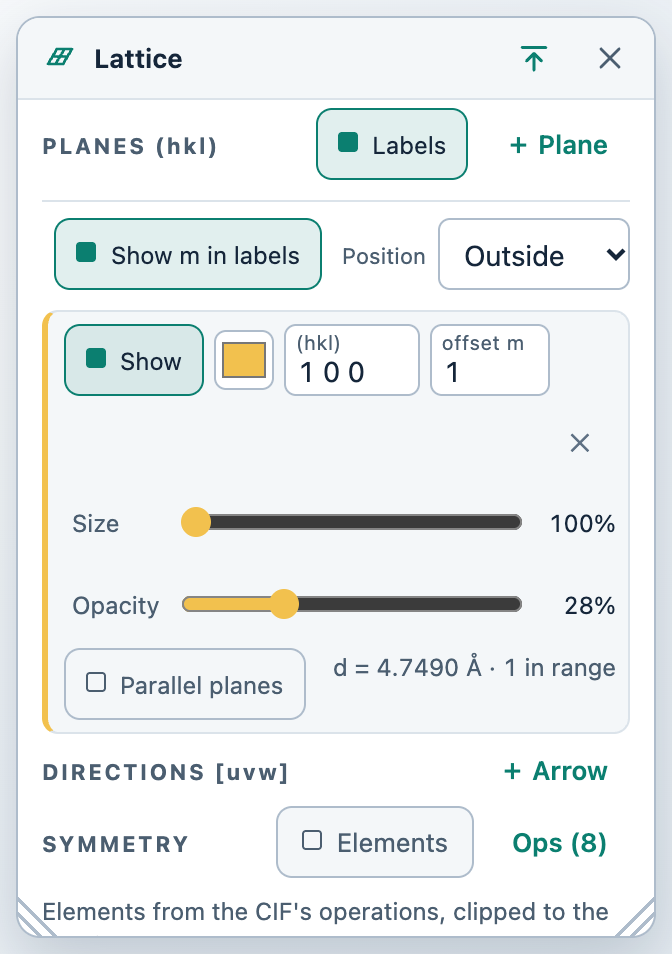 Lattice
PLANES (hkl)
Labels
+ Plane
Show m in labels
Position
Outside
Show
(hkl)
1 0 0
offset m
1
Size
100%
Opacity
28%
Parallel planes
d = 4.7490 Å · 1 in range
DIRECTIONS [uvw]
+ Arrow
SYMMETRY
Elements
Ops (8)
Elements from the CIF's operations, clipped to the